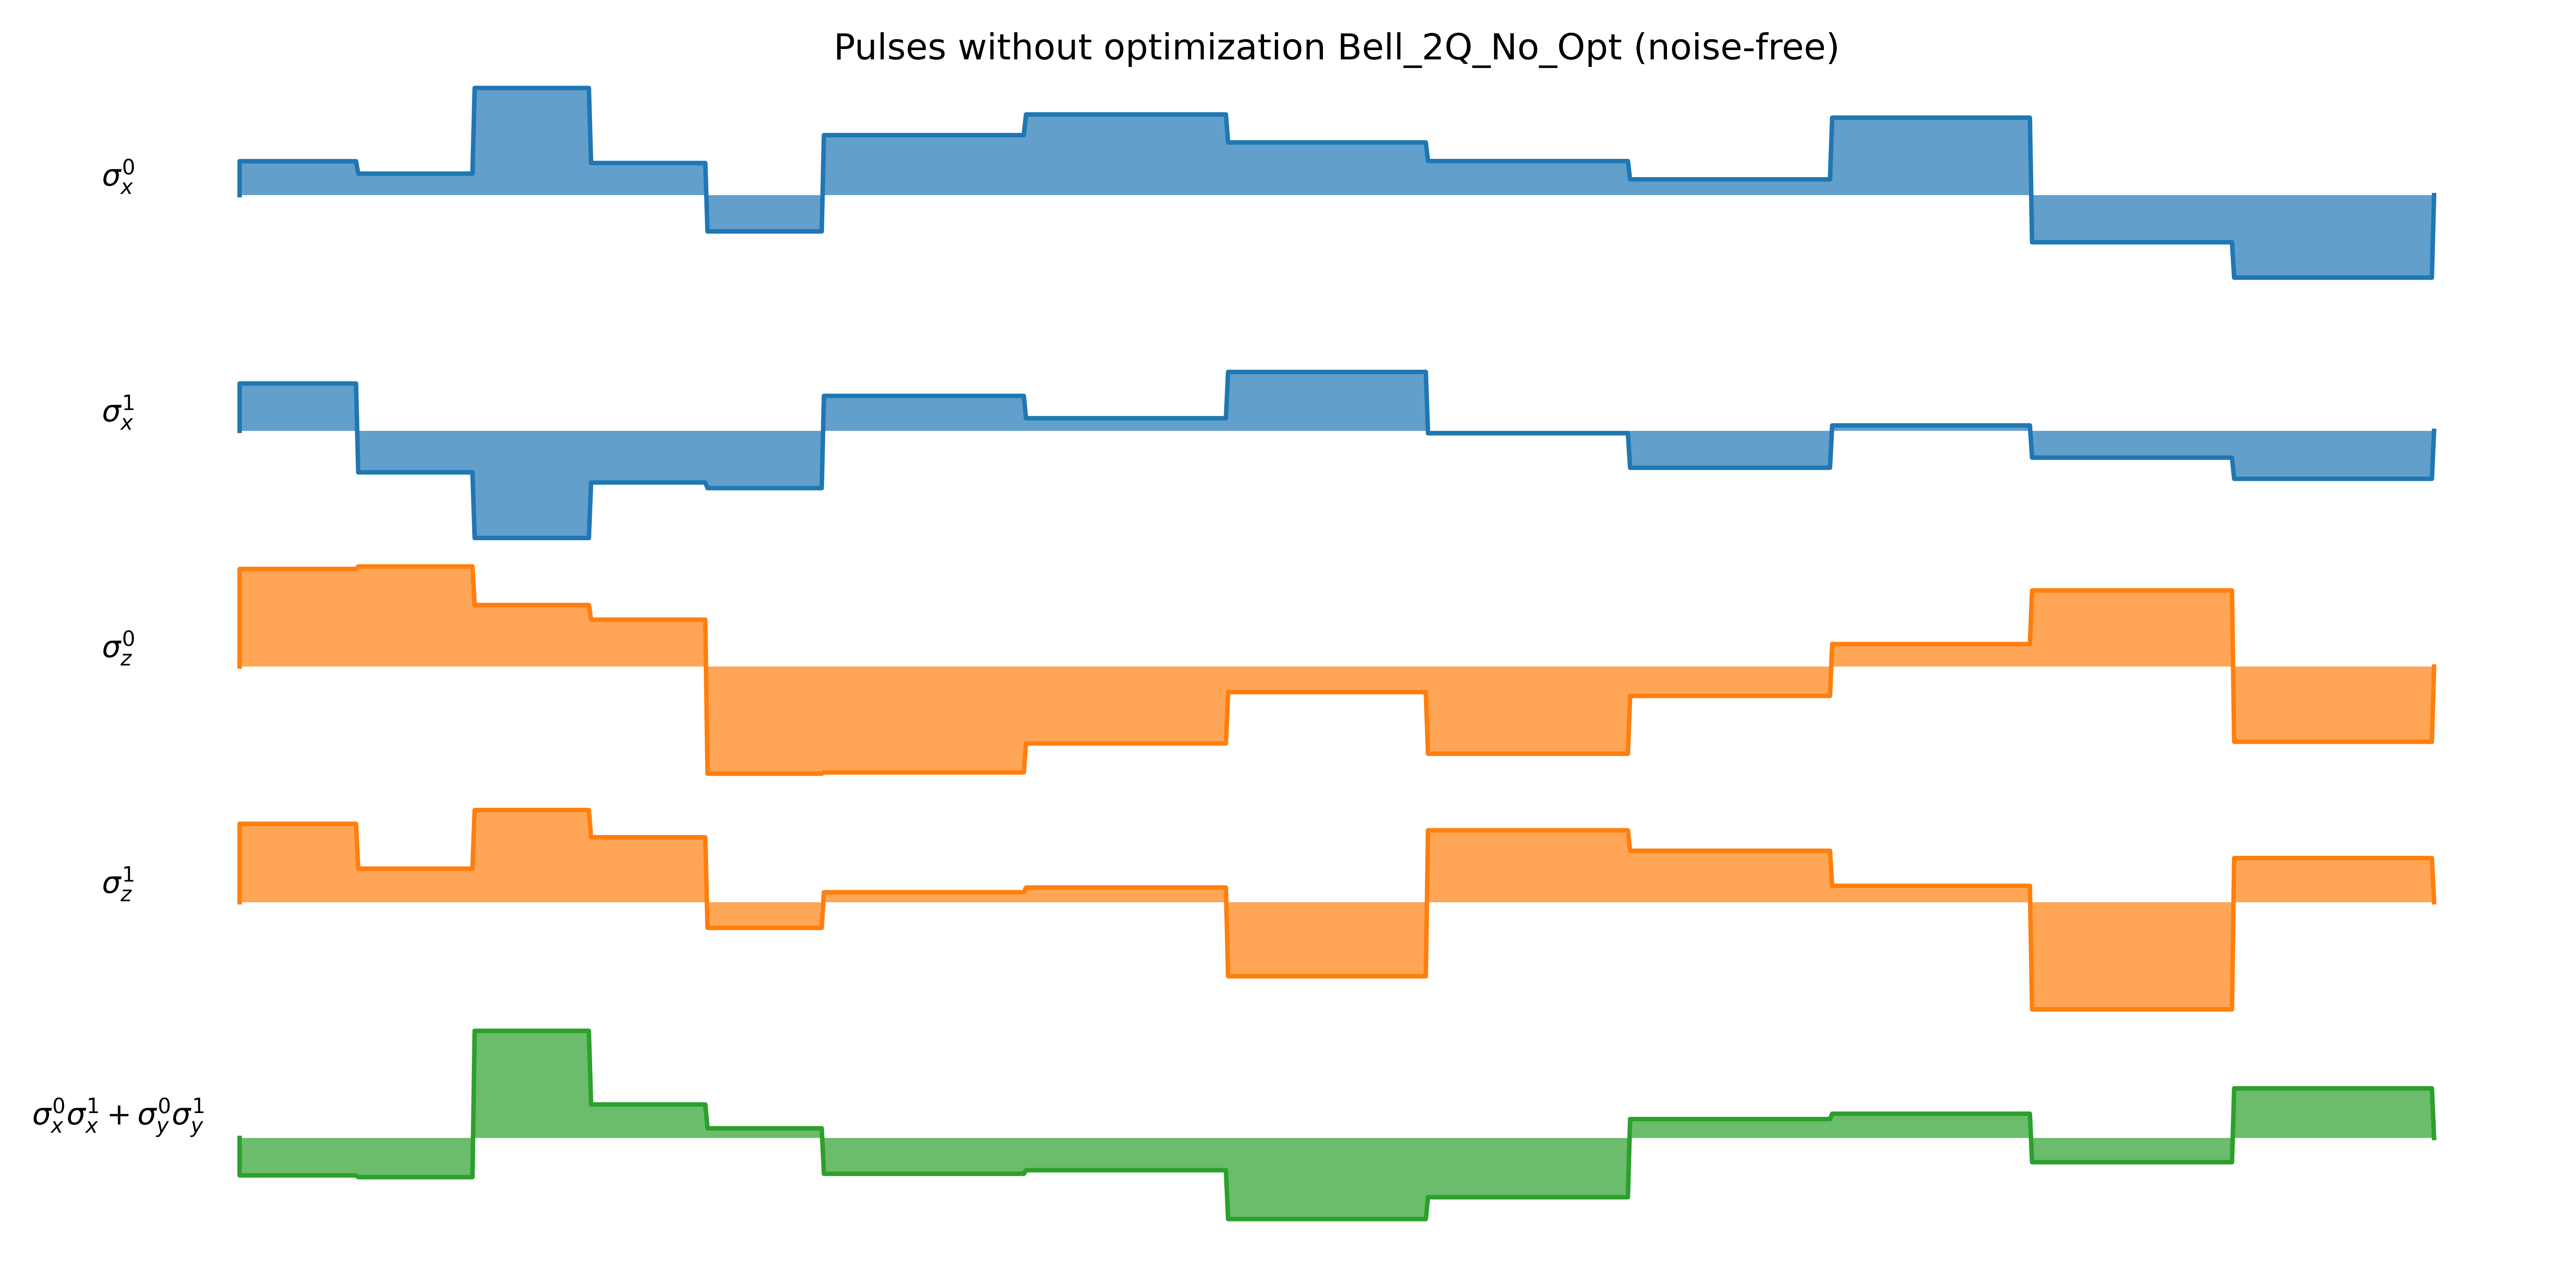 Pulses without optimization Bell_2Q_No_Opt (noise-free)
σ_x^0
σ_x^1
σ_z^0
σ_z^1
σ_x^0σ_x^1 + σ_y^0σ_y^1